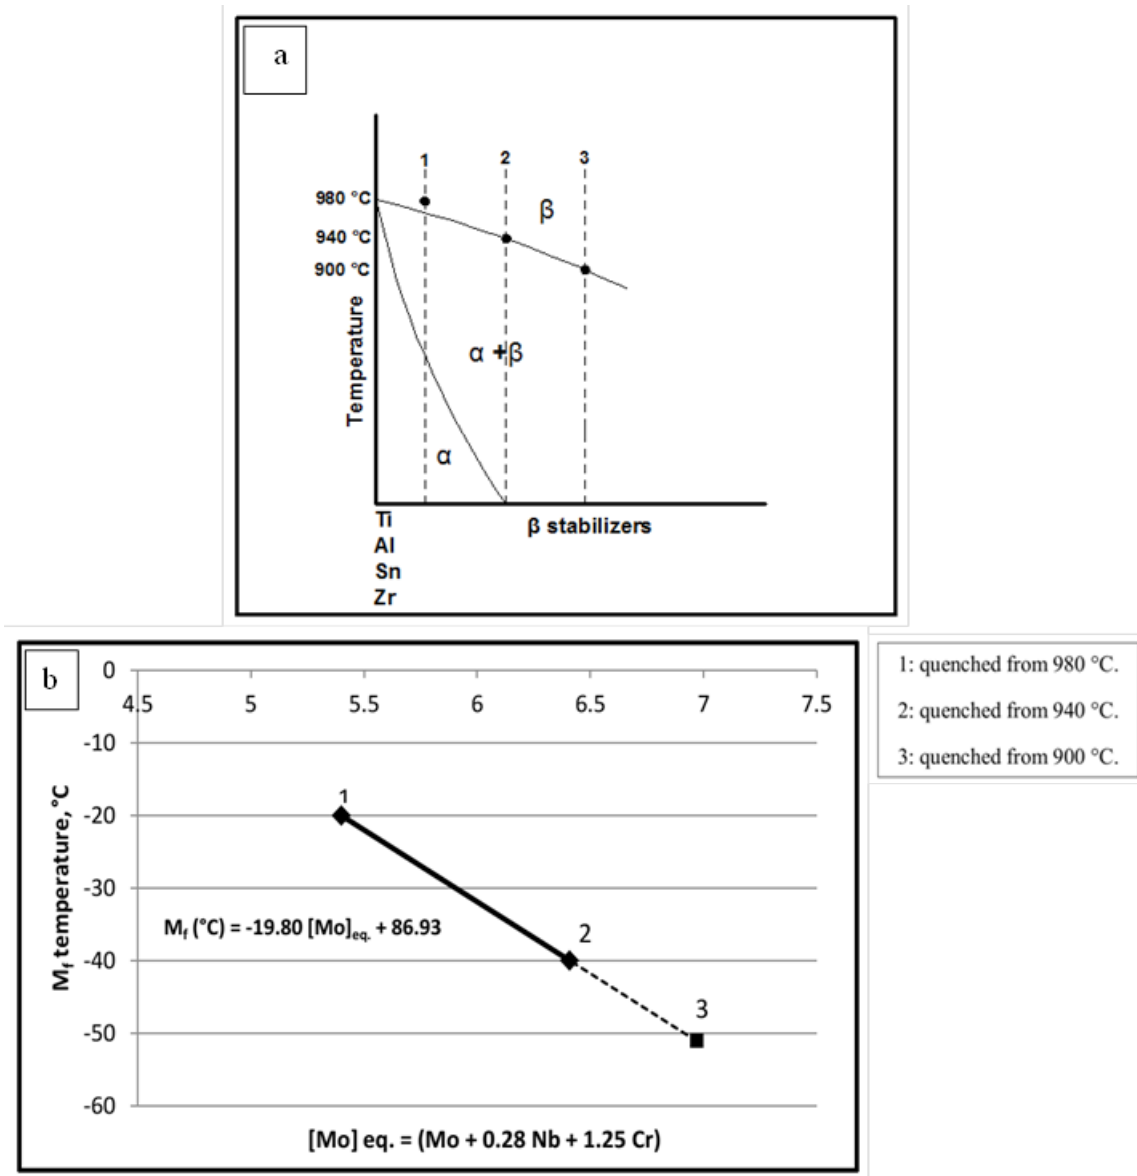 a
1 2 3
980 °C
β
940 °C
900 °C
Temperature
α +β
α
Ti
Al
Sn
Zr
β stabilizers
b
0
4.5 5 5.5 6 6.5 7 7.5
-10
-20
-30
-40
-50
-60
1
2
3
M_f temperature, °C
M_f (°C) = -19.80 [Mo]_eq. + 86.93
[Mo] eq. = (Mo + 0.28 Nb + 1.25 Cr)
1: quenched from 980 °C.
2: quenched from 940 °C.
3: quenched from 900 °C.